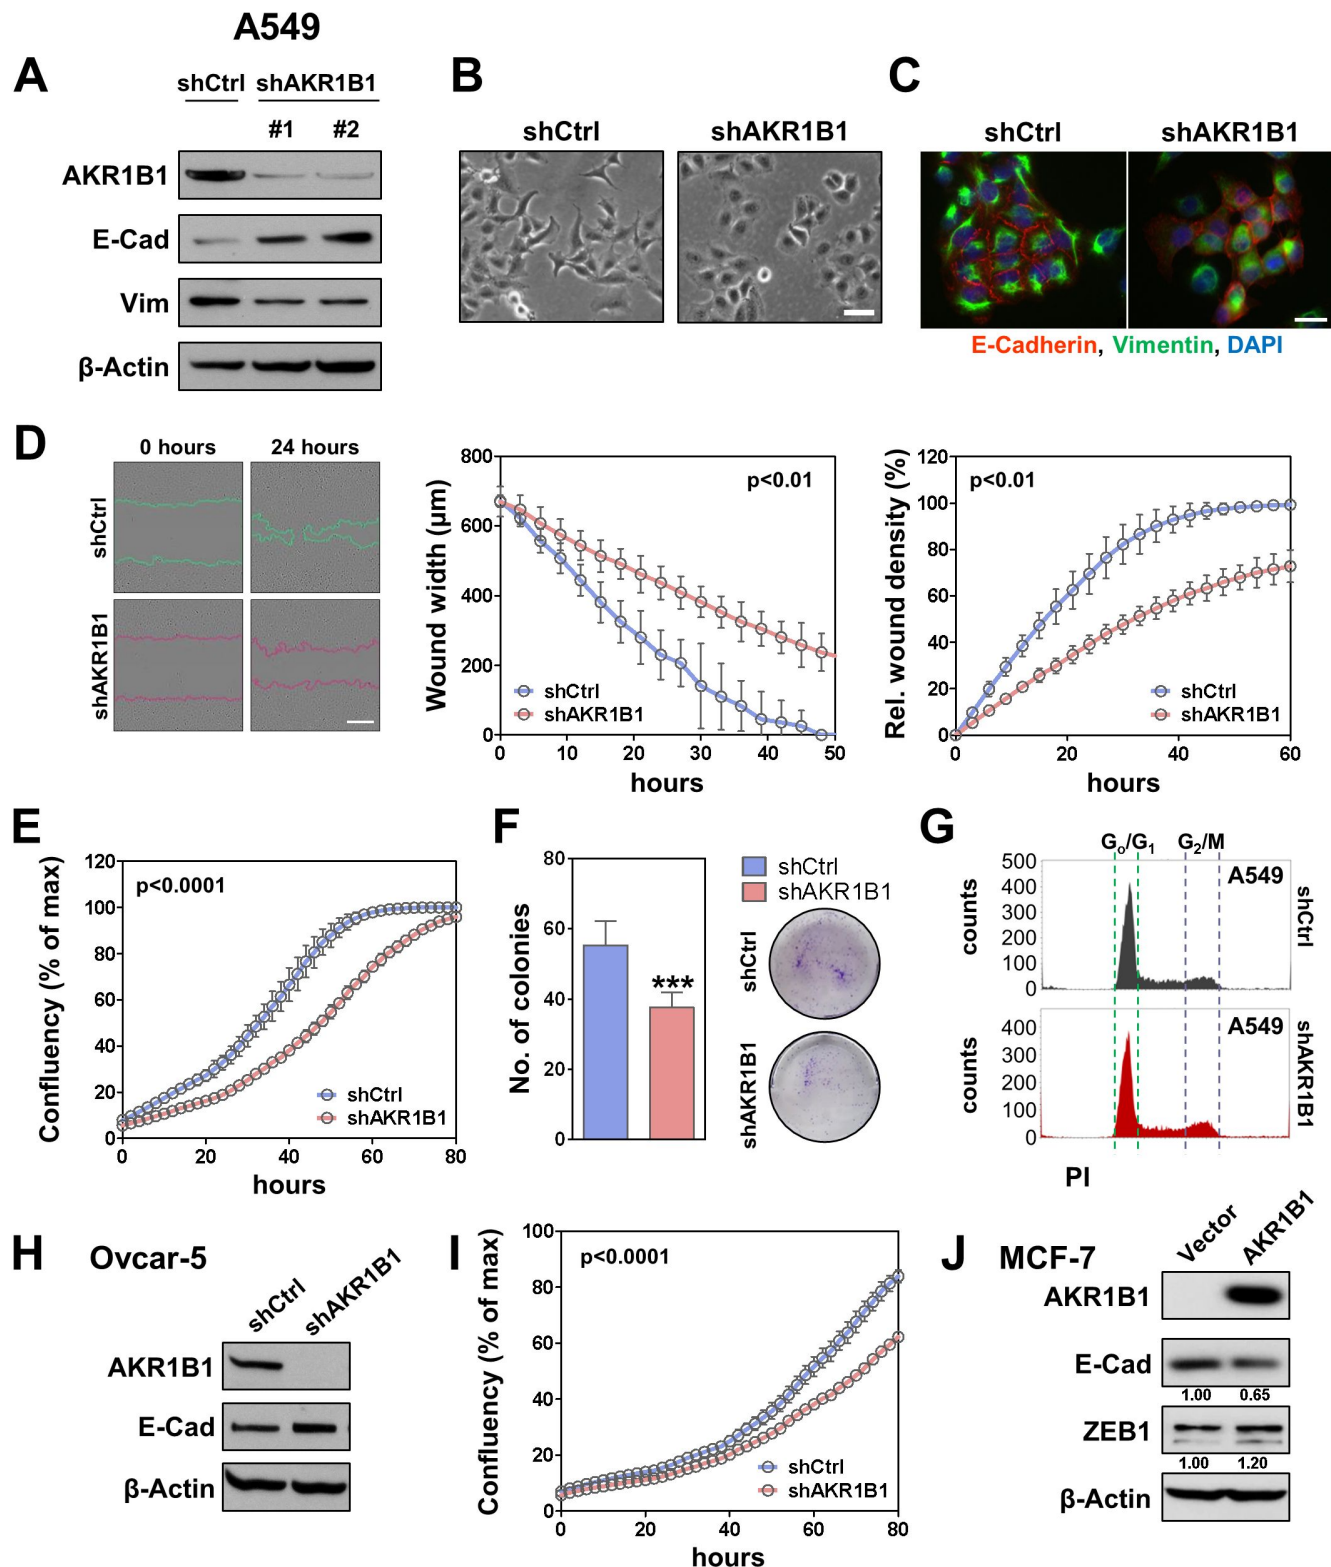 A549
A
shCtrl shAKR1B1
#1 #2
AKR1B1
E-Cad
Vim
β-Actin
B
shCtrl shAKR1B1
C
shCtrl shAKR1B1
E-Cadherin, Vimentin, DAPI
D
0 hours 24 hours
shCtrl
shAKR1B1
Wound width (µm)
800
600
400
200
0
p<0.01
shCtrl
shAKR1B1
0 10 20 30 40 50
hours
Rel. wound density (%)
120
100
80
60
40
20
0
p<0.01
shCtrl
shAKR1B1
0 20 40 60
hours
E
Confluency (% of max)
120
100
80
60
40
20
0
p<0.0001
shCtrl
shAKR1B1
0 20 40 60 80
hours
F
No. of colonies
80
60
40
20
0
***
shCtrl
shAKR1B1
shCtrl
shAKR1B1
G
G₀/G₁ G₂/M
counts
500
400
300
200
100
0
A549
shCtrl
counts
400
300
200
100
0
A549
shAKR1B1
PI
H
Ovcar-5
shCtrl shAKR1B1
AKR1B1
E-Cad
β-Actin
I
Confluency (% of max)
100
80
60
40
20
0
p<0.0001
shCtrl
shAKR1B1
0 20 40 60 80
hours
J
MCF-7
Vector AKR1B1
AKR1B1
E-Cad
1.00 0.65
ZEB1
1.00 1.20
β-Actin